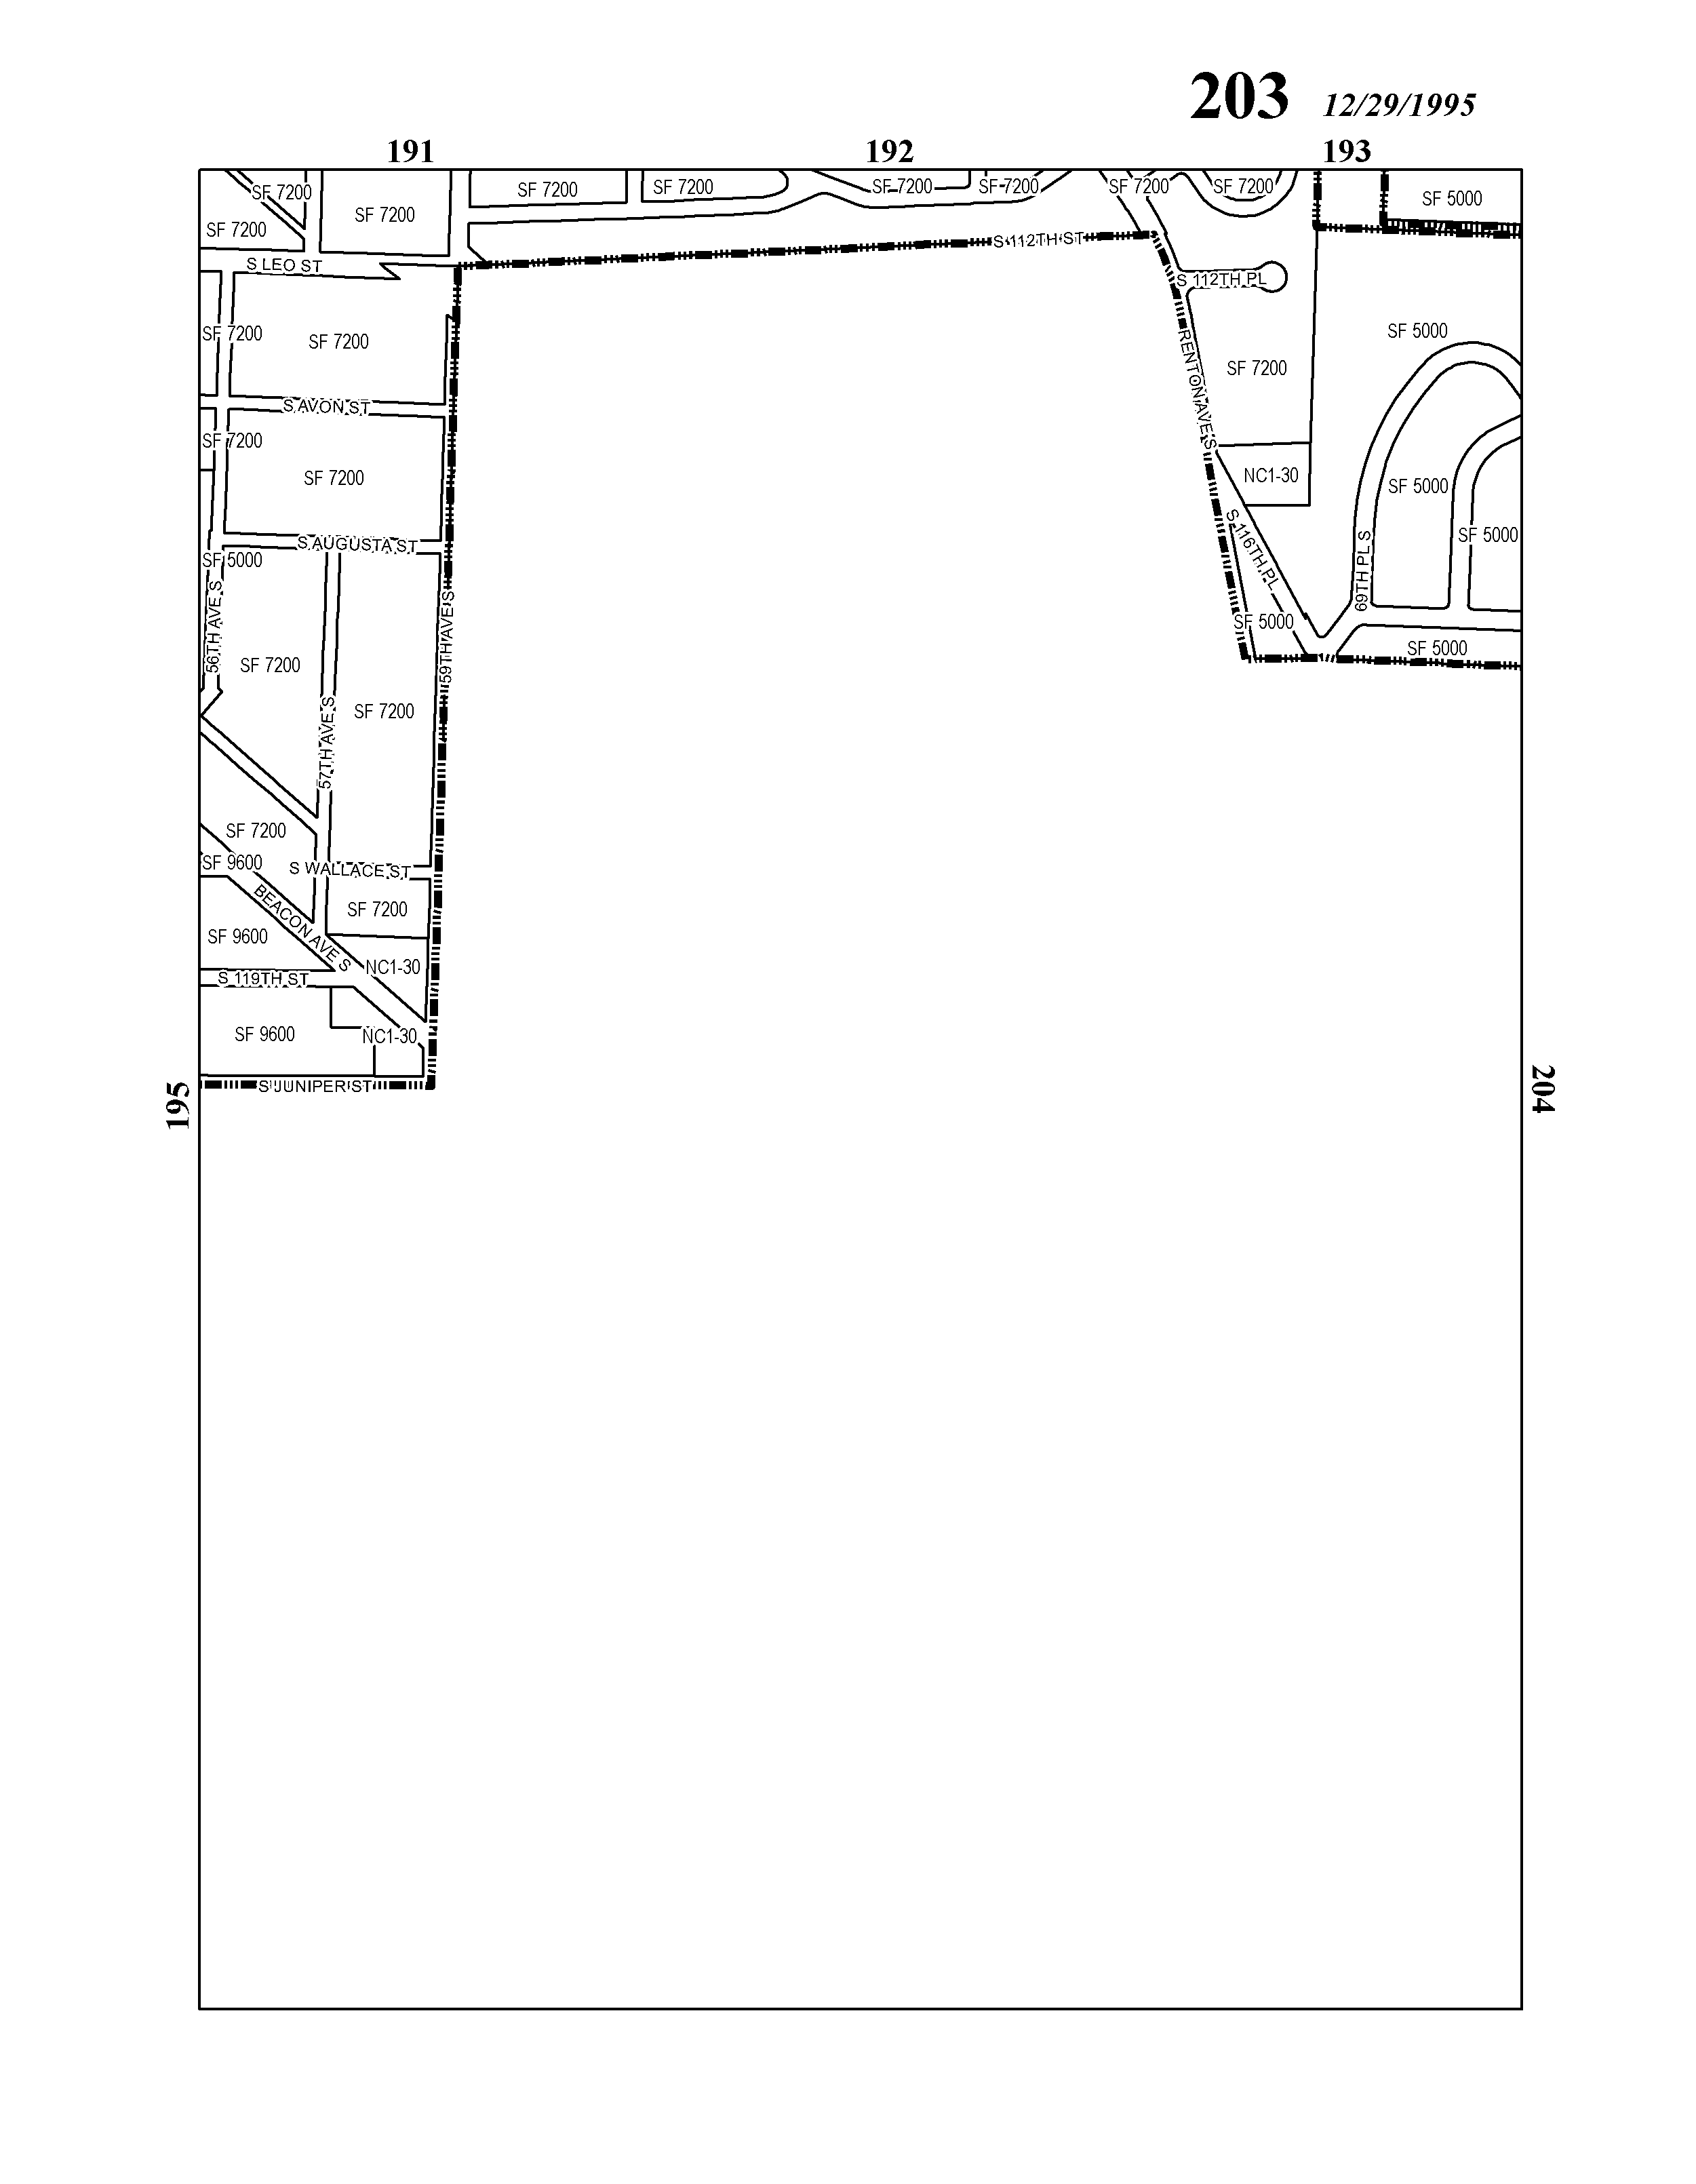 203 12/29/1995
191 192 193
SF 7200
SF 7200
SF 7200
SF 7200
SF 7200
SF 7200
SF 7200
SF 7200
SF 7200
SF 5000
SF 7200
S LEO ST
S 112TH ST
S 112TH PL
SF 7200
SF 7200
SF 5000
RENTON AVE S
SF 7200
S AVON ST
SF 7200
SF 7200
NC1-30
SF 5000
S 116TH PL
SF 5000
S AUGUSTA ST
SF 5000
69TH PL S
56TH AVE S
59TH AVE S
SF 5000
SF 5000
SF 7200
SF 7200
57TH AVE S
SF 7200
SF 9600
S WALLACE ST
BEACON AVE S
SF 7200
SF 9600
NC1-30
S 119TH ST
SF 9600
NC1-30
S JUNIPER ST
195
204